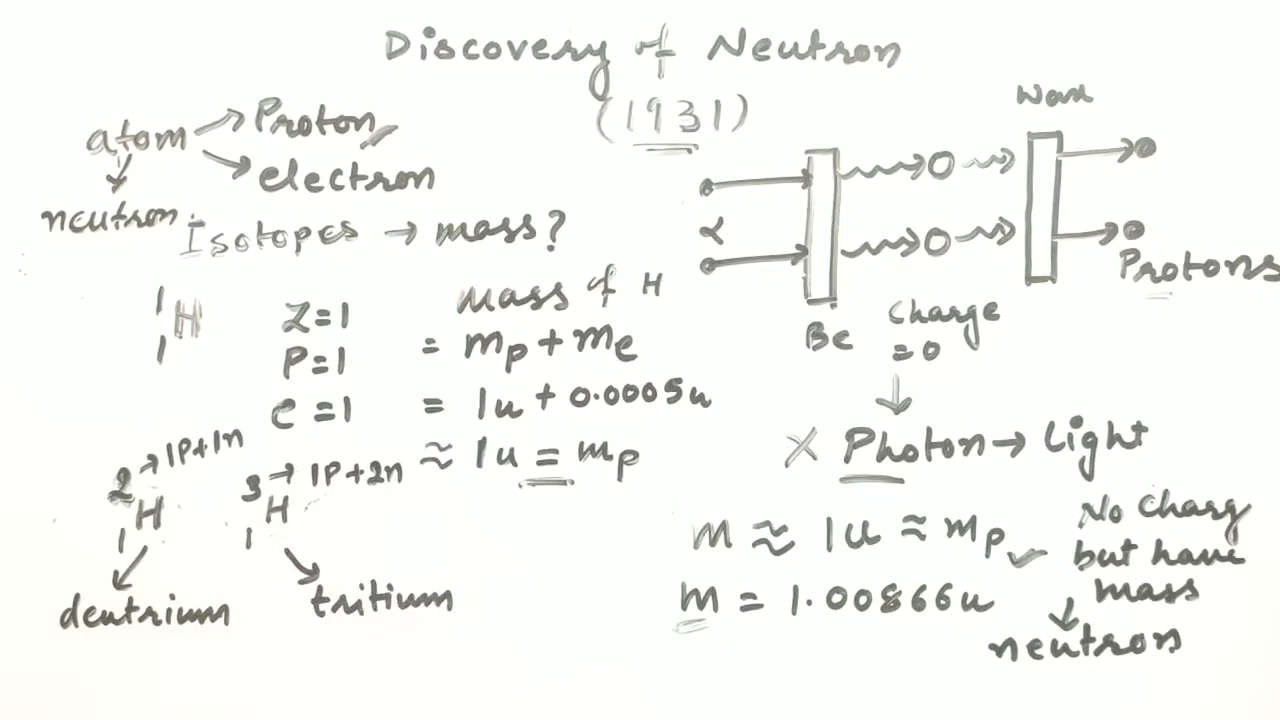 Discovery of Neutron
(1931)
atom → Proton
→ electron
neutron
Isotopes → mass?
1
H
1
Z=1
P=1
e=1
mass of H
= mp + me
= 1u + 0.0005u
≈ 1u = mp
2 → 1P+1n
H
1
deutrium
3 → 1P+2n
H
1
tritium
Wax
α
Be
Protons
Charge
=0
X Photon → Light
m ≈ 1u ≈ mp ✓
m = 1.00866u
No Charg
but have
mass
neutron